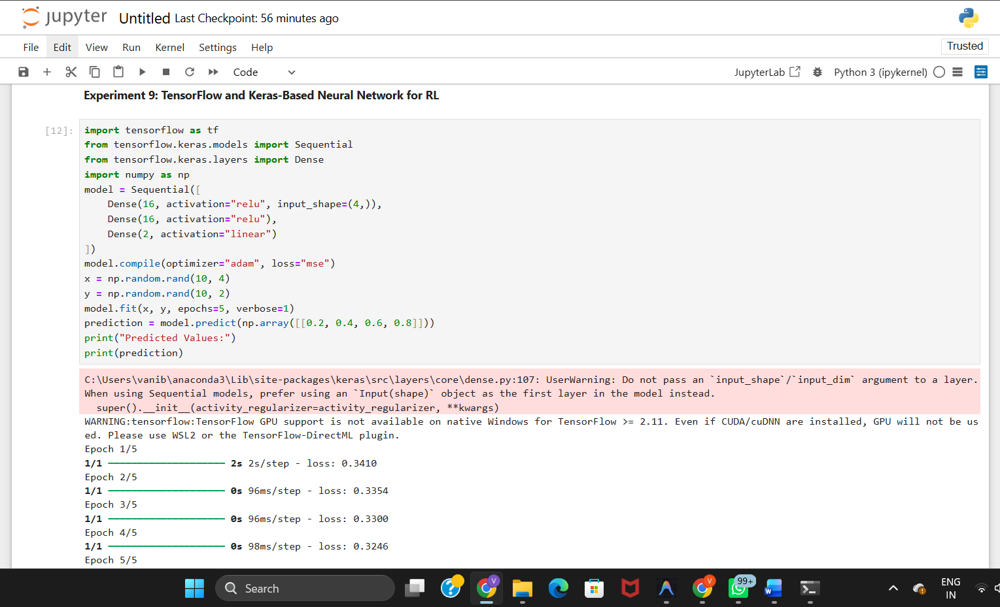 jupyter Untitled Last Checkpoint: 56 minutes ago
File Edit View Run Kernel Settings Help Trusted
Code JupyterLab Python 3 (ipykernel)
Experiment 9: TensorFlow and Keras-Based Neural Network for RL
[12]: import tensorflow as tf
from tensorflow.keras.models import Sequential
from tensorflow.keras.layers import Dense
import numpy as np
model = Sequential([
    Dense(16, activation="relu", input_shape=(4,)),
    Dense(16, activation="relu"),
    Dense(2, activation="linear")
])
model.compile(optimizer="adam", loss="mse")
x = np.random.rand(10, 4)
y = np.random.rand(10, 2)
model.fit(x, y, epochs=5, verbose=1)
prediction = model.predict(np.array([[0.2, 0.4, 0.6, 0.8]]))
print("Predicted Values:")
print(prediction)
C:\Users\vanib\anaconda3\Lib\site-packages\keras\src\layers\core\dense.py:107: UserWarning: Do not pass an `input_shape`/`input_dim` argument to a layer.
When using Sequential models, prefer using an `Input(shape)` object as the first layer in the model instead.
  super().__init__(activity_regularizer=activity_regularizer, **kwargs)
WARNING:tensorflow:TensorFlow GPU support is not available on native Windows for TensorFlow >= 2.11. Even if CUDA/cuDNN are installed, GPU will not be us
ed. Please use WSL2 or the TensorFlow-DirectML plugin.
Epoch 1/5
1/1 ━━━━━━━━━━━━━━━━━━━━ 2s 2s/step - loss: 0.3410
Epoch 2/5
1/1 ━━━━━━━━━━━━━━━━━━━━ 0s 96ms/step - loss: 0.3354
Epoch 3/5
1/1 ━━━━━━━━━━━━━━━━━━━━ 0s 96ms/step - loss: 0.3300
Epoch 4/5
1/1 ━━━━━━━━━━━━━━━━━━━━ 0s 98ms/step - loss: 0.3246
Epoch 5/5
Search V V 99+ W ENG
IN